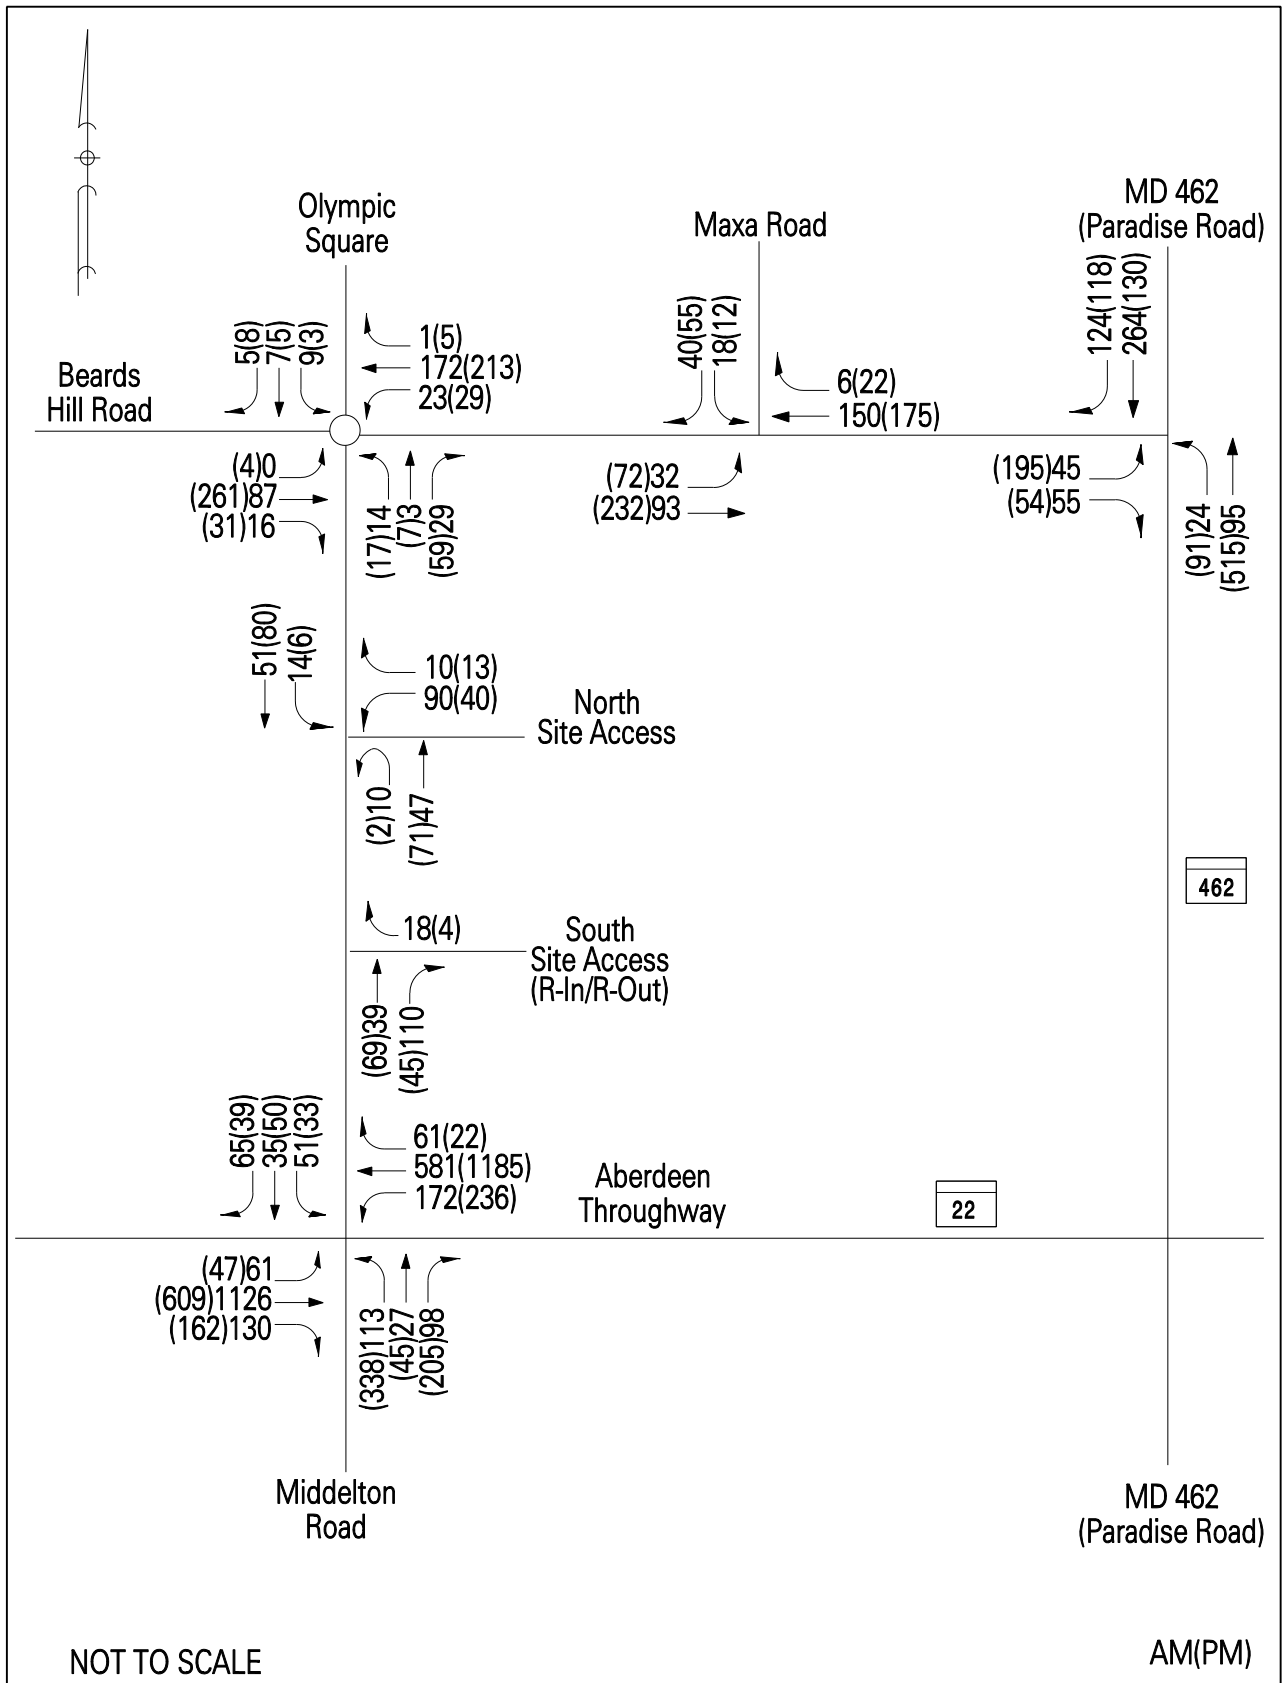 Olympic
Square
Maxa Road
MD 462
(Paradise Road)
Beards
Hill Road
5(8)
7(5)
9(3)
1(5)
172(213)
23(29)
(4)0
(261)87
(31)16
(17)14
(7)3
(59)29
40(55)
18(12)
6(22)
150(175)
(72)32
(232)93
124(118)
264(130)
(195)45
(54)55
(91)24
(515)95
51(80)
14(6)
10(13)
90(40)
North
Site Access
(2)10
(71)47
18(4)
South
Site Access
(R-In/R-Out)
(69)39
(45)110
462
65(39)
35(50)
51(33)
61(22)
581(1185)
172(236)
Aberdeen
Throughway
22
(47)61
(609)1126
(162)130
(338)113
(45)27
(205)98
Middelton
Road
MD 462
(Paradise Road)
NOT TO SCALE
AM(PM)